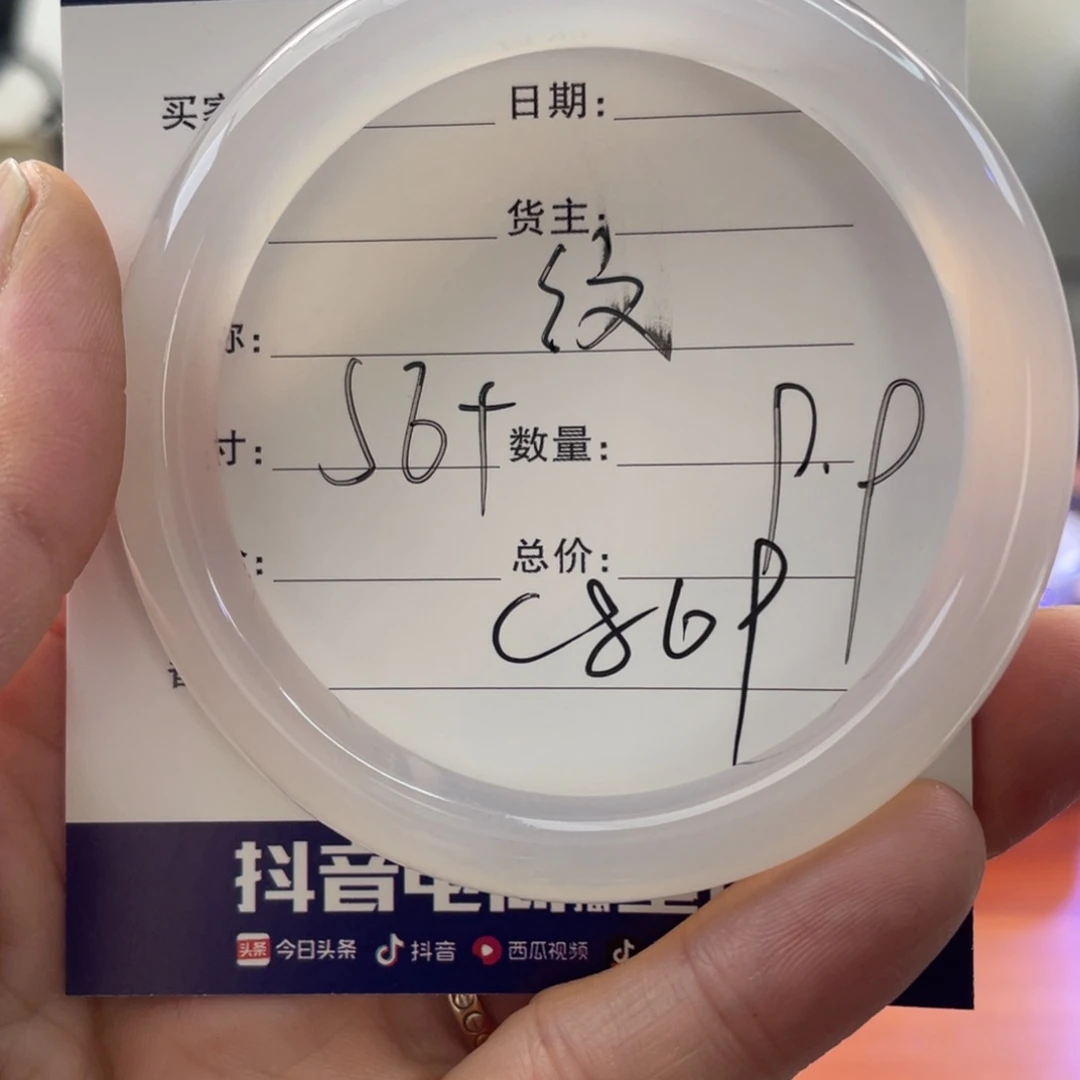 买家 日期:
货主:
纹
称:
寸: 56+ 数量:
总价:
C86P
抖音电商
今日头条 抖音 西瓜视频